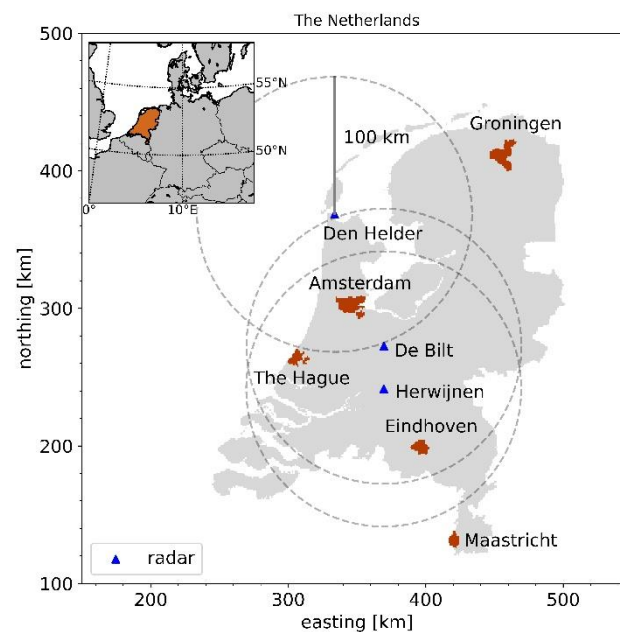 The Netherlands
500
400
300
200
100
northing [km]
55°N
50°N
0°
10°E
100 km
Groningen
Den Helder
Amsterdam
De Bilt
The Hague
Herwijnen
Eindhoven
Maastricht
radar
200
300
400
500
easting [km]